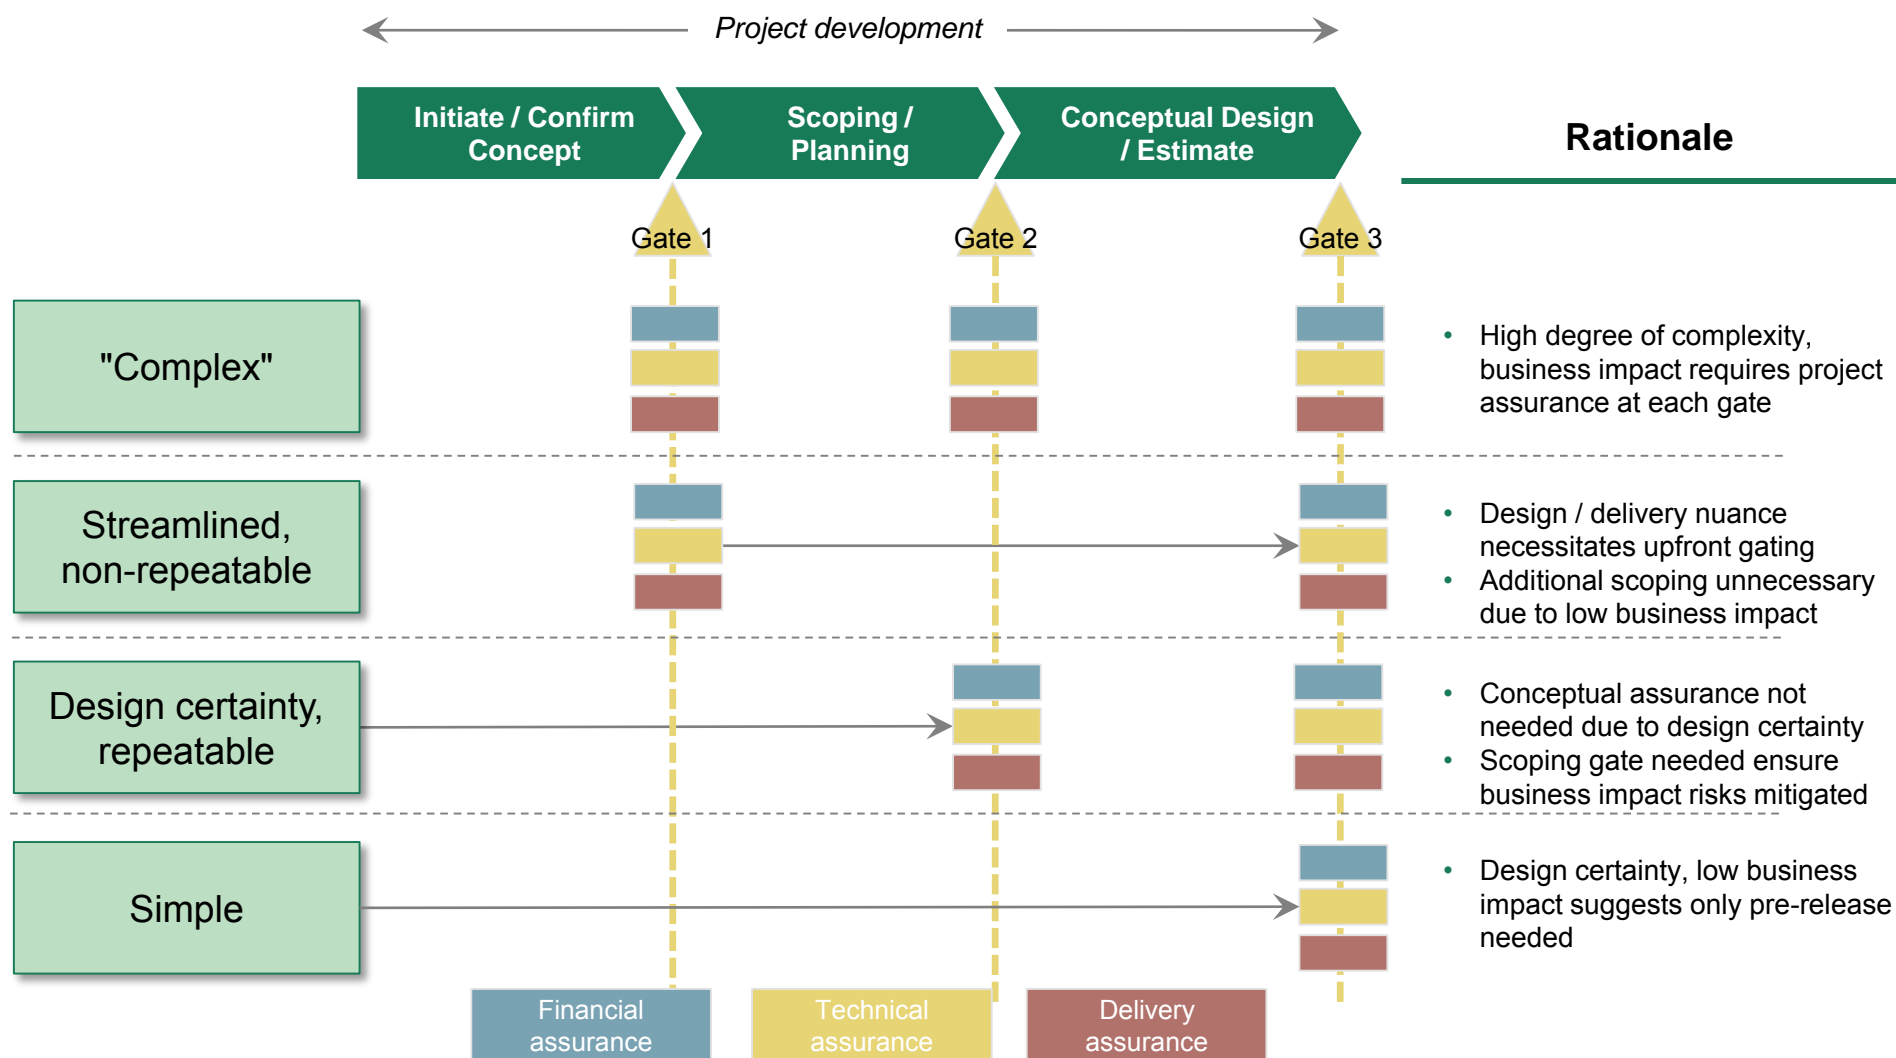 Project development
Initiate / Confirm
Concept
Scoping /
Planning
Conceptual Design
/ Estimate
Rationale
Gate 1
Gate 2
Gate 3
"Complex"
• High degree of complexity,
business impact requires project
assurance at each gate
Streamlined,
non-repeatable
• Design / delivery nuance
necessitates upfront gating
• Additional scoping unnecessary
due to low business impact
Design certainty,
repeatable
• Conceptual assurance not
needed due to design certainty
• Scoping gate needed ensure
business impact risks mitigated
Simple
• Design certainty, low business
impact suggests only pre-release
needed
Financial
assurance
Technical
assurance
Delivery
assurance